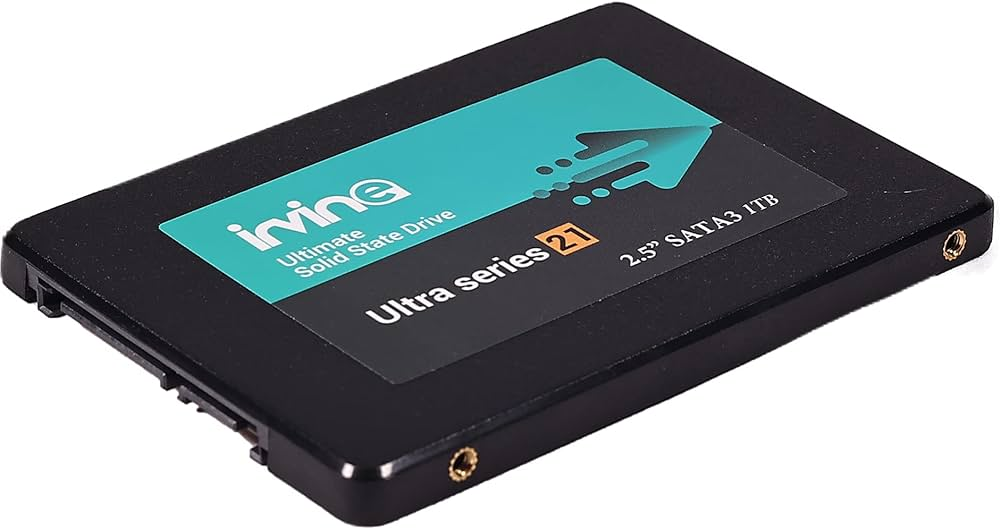 irvine
Ultimate
Solid State Drive
Ultra series 21
2.5” SATA3 1TB